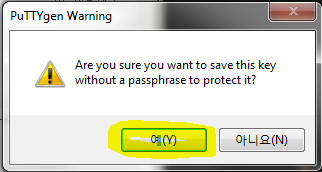 PuTTYgen Warning
Are you sure you want to save this key
without a passphrase to protect it?
예(Y)
아니요(N)